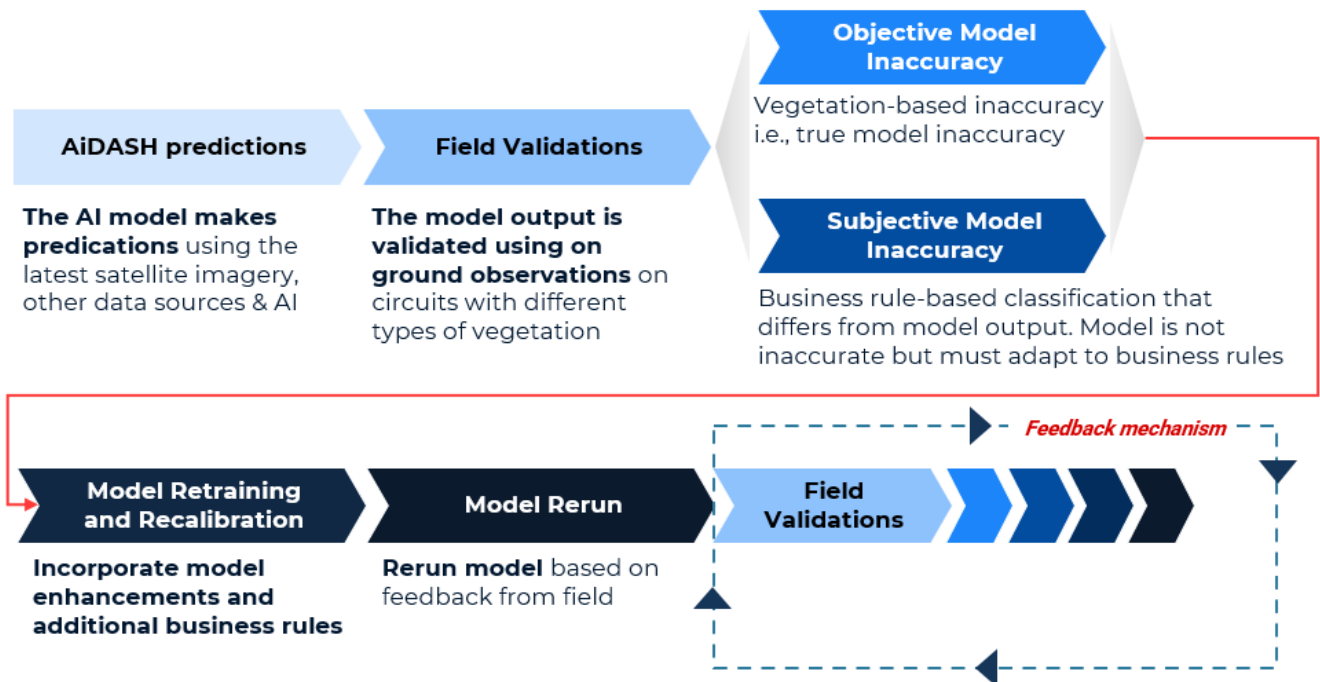 AiDASH predictions
The AI model makes
predications using the
latest satellite imagery,
other data sources & AI
Field Validations
The model output is
validated using on
ground observations on
circuits with different
types of vegetation
Objective Model
Inaccuracy
Vegetation-based inaccuracy
i.e., true model inaccuracy
Subjective Model
Inaccuracy
Business rule-based classification that
differs from model output. Model is not
inaccurate but must adapt to business rules
Model Retraining
and Recalibration
Incorporate model
enhancements and
additional business rules
Model Rerun
Rerun model based on
feedback from field
Feedback mechanism
Field
Validations